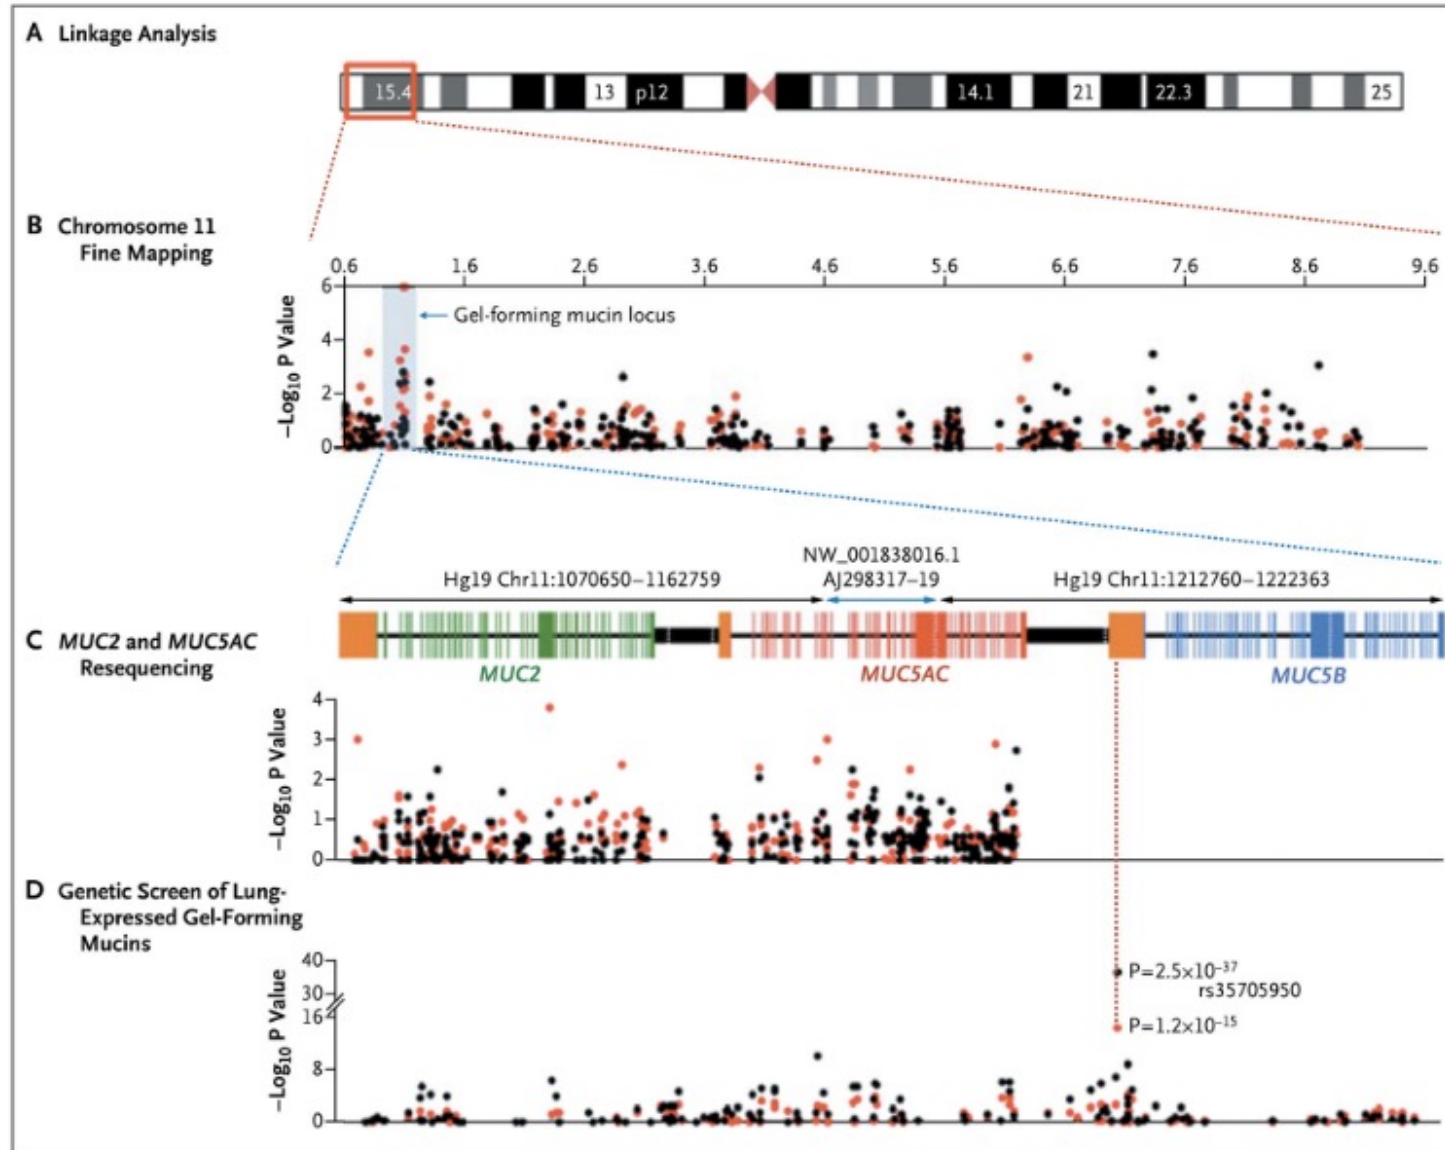 A Linkage Analysis
15.4 13 p12 14.1 21 22.3 25
B Chromosome 11
Fine Mapping
0.6 1.6 2.6 3.6 4.6 5.6 6.6 7.6 8.6 9.6
6
4
2
0
–Log10 P Value
Gel-forming mucin locus
NW_001838016.1
Hg19 Chr11:1070650–1162759 AJ298317–19 Hg19 Chr11:1212760–1222363
C MUC2 and MUC5AC
Resequencing
MUC2 MUC5AC MUC5B
4
3
2
1
0
–Log10 P Value
D Genetic Screen of Lung-
Expressed Gel-Forming
Mucins
40
30
16
8
0
–Log10 P Value
P=2.5×10–37
rs35705950
P=1.2×10–15